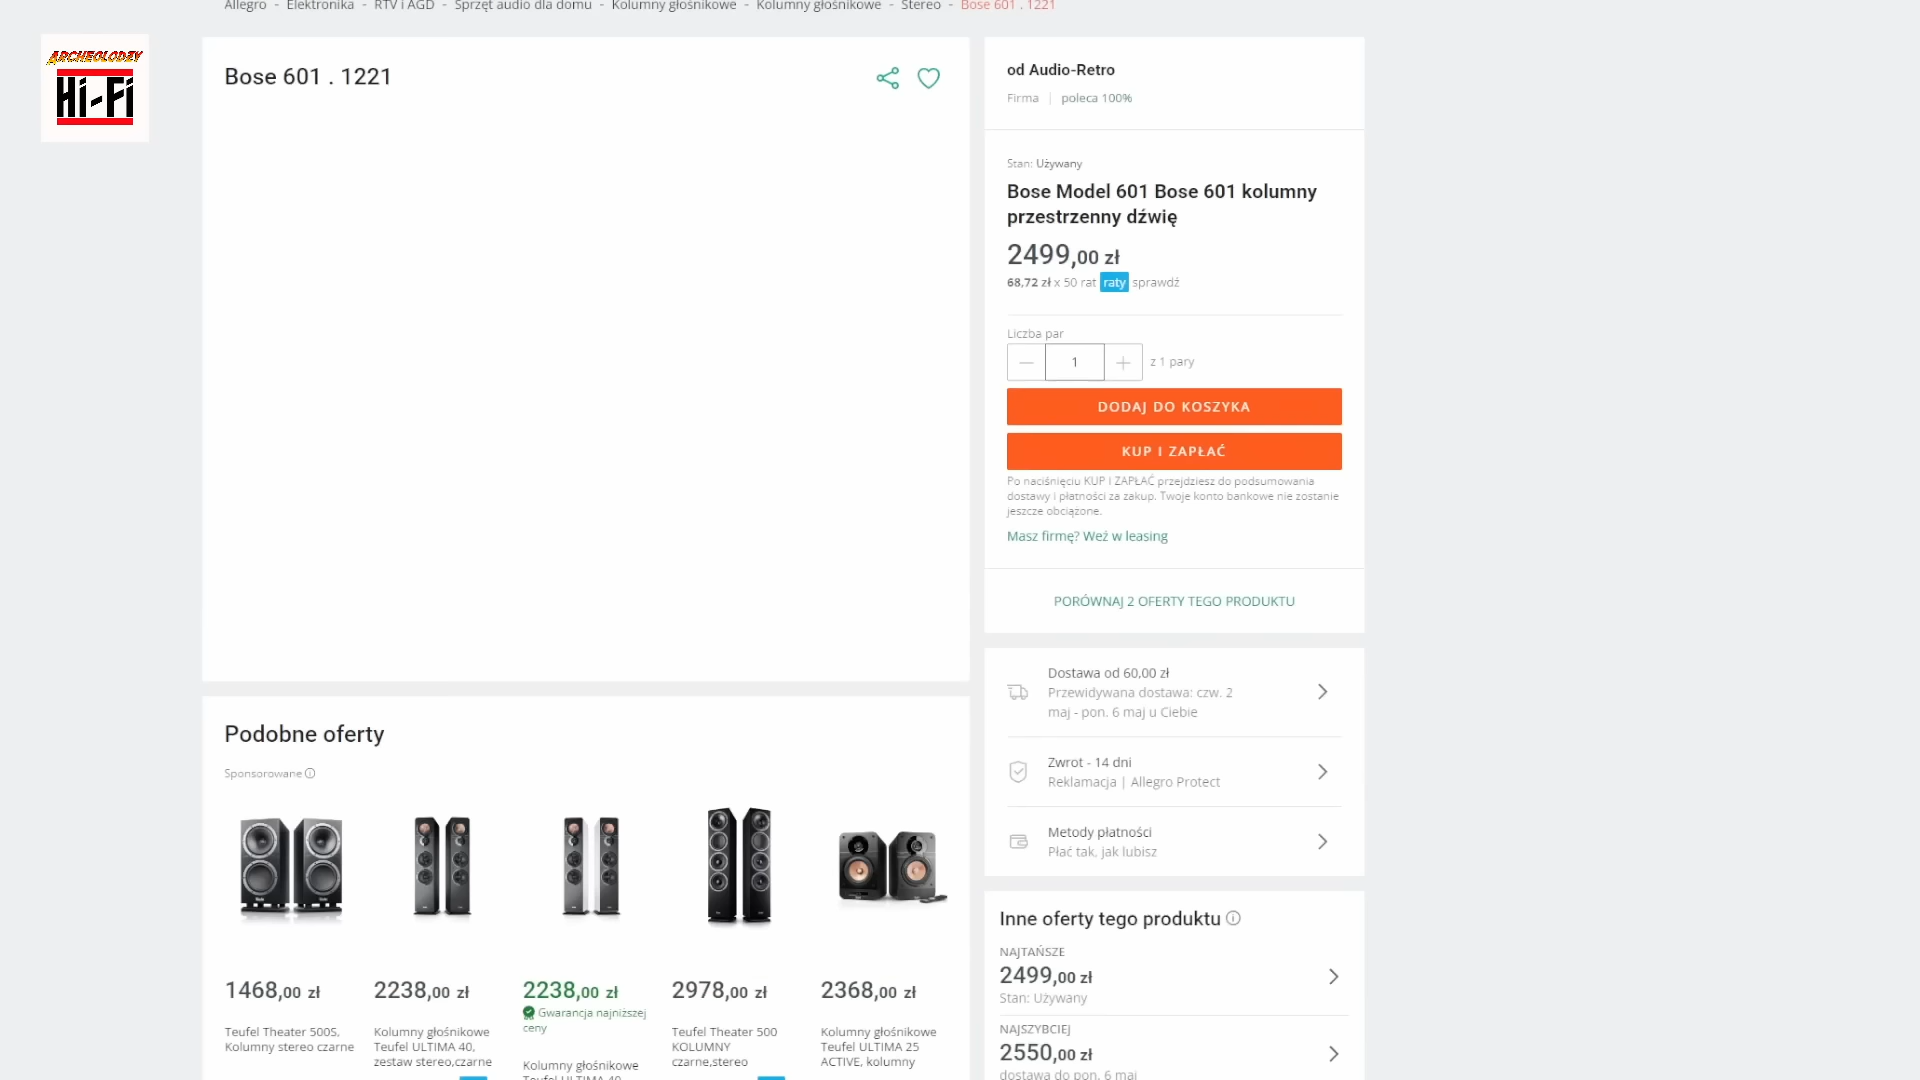 Allegro - Elektronika - RTV i AGD - Sprzęt audio dla domu - Kolumny głośnikowe - Kolumny głośnikowe - Stereo - Bose 601 . 1221
ARCHEOLODZY
Hi-Fi
Bose 601 . 1221
od Audio-Retro
Firma | poleca 100%
Stan: Używany
Bose Model 601 Bose 601 kolumny
przestrzenny dźwię
2499,00 zł
68,72 zł x 50 rat raty sprawdź
Liczba par
1 z 1 pary
DODAJ DO KOSZYKA
KUP I ZAPŁAĆ
Po naciśnięciu KUP I ZAPŁAĆ przejdziesz do podsumowania
dostawy i płatności za zakup. Twoje konto bankowe nie zostanie
jeszcze obciążone.
Masz firmę? Weź w leasing
PORÓWNAJ 2 OFERTY TEGO PRODUKTU
Dostawa od 60,00 zł
Przewidywana dostawa: czw. 2
maj - pon. 6 maj u Ciebie
Zwrot - 14 dni
Reklamacja | Allegro Protect
Metody płatności
Płać tak, jak lubisz
Inne oferty tego produktu
NAJTAŃSZE
2499,00 zł
Stan: Używany
NAJSZYBCIEJ
2550,00 zł
dostawa do pon. 6 maj
Podobne oferty
Sponsorowane
1468,00 zł
Teufel Theater 500S,
Kolumny stereo czarne
2238,00 zł
Kolumny głośnikowe
Teufel ULTIMA 40,
zestaw stereo,czarne
2238,00 zł
Gwarancja najniższej
ceny
Kolumny głośnikowe
Teufel ULTIMA 40
2978,00 zł
Teufel Theater 500
KOLUMNY
czarne,stereo
2368,00 zł
Kolumny głośnikowe
Teufel ULTIMA 25
ACTIVE, kolumny